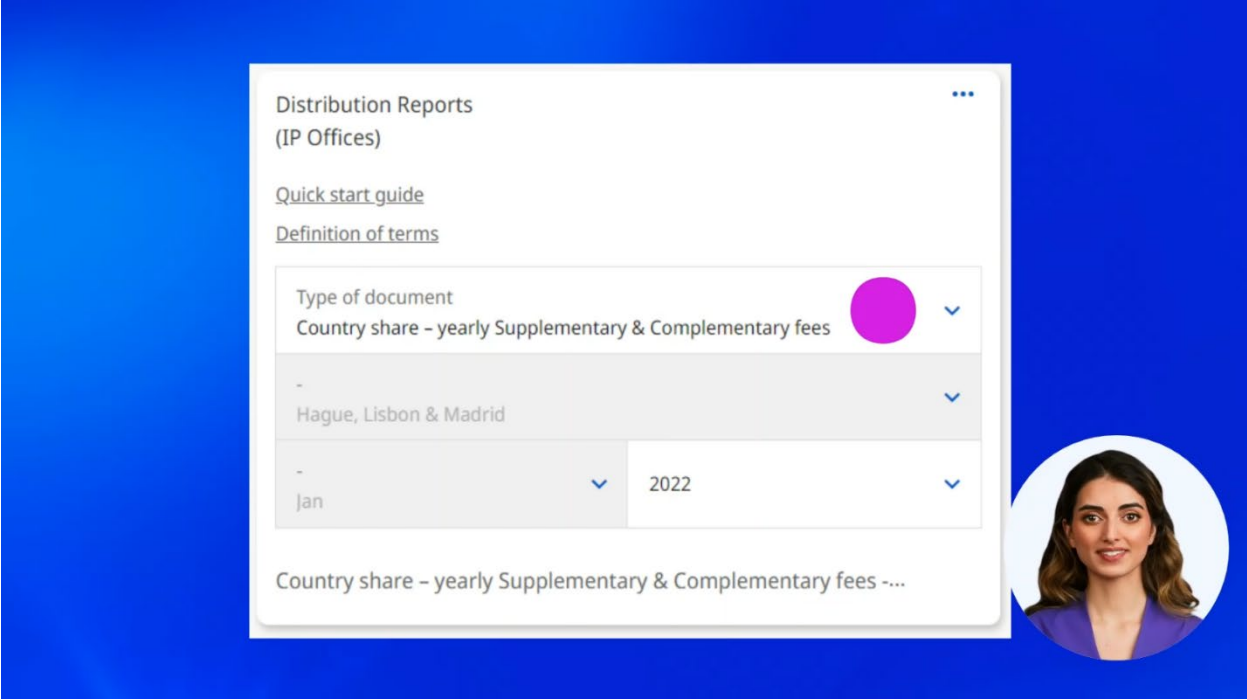 Distribution Reports
(IP Offices)
Quick start guide
Definition of terms
Type of document
Country share – yearly Supplementary & Complementary fees
-
Hague, Lisbon & Madrid
-
Jan
2022
Country share – yearly Supplementary & Complementary fees -...